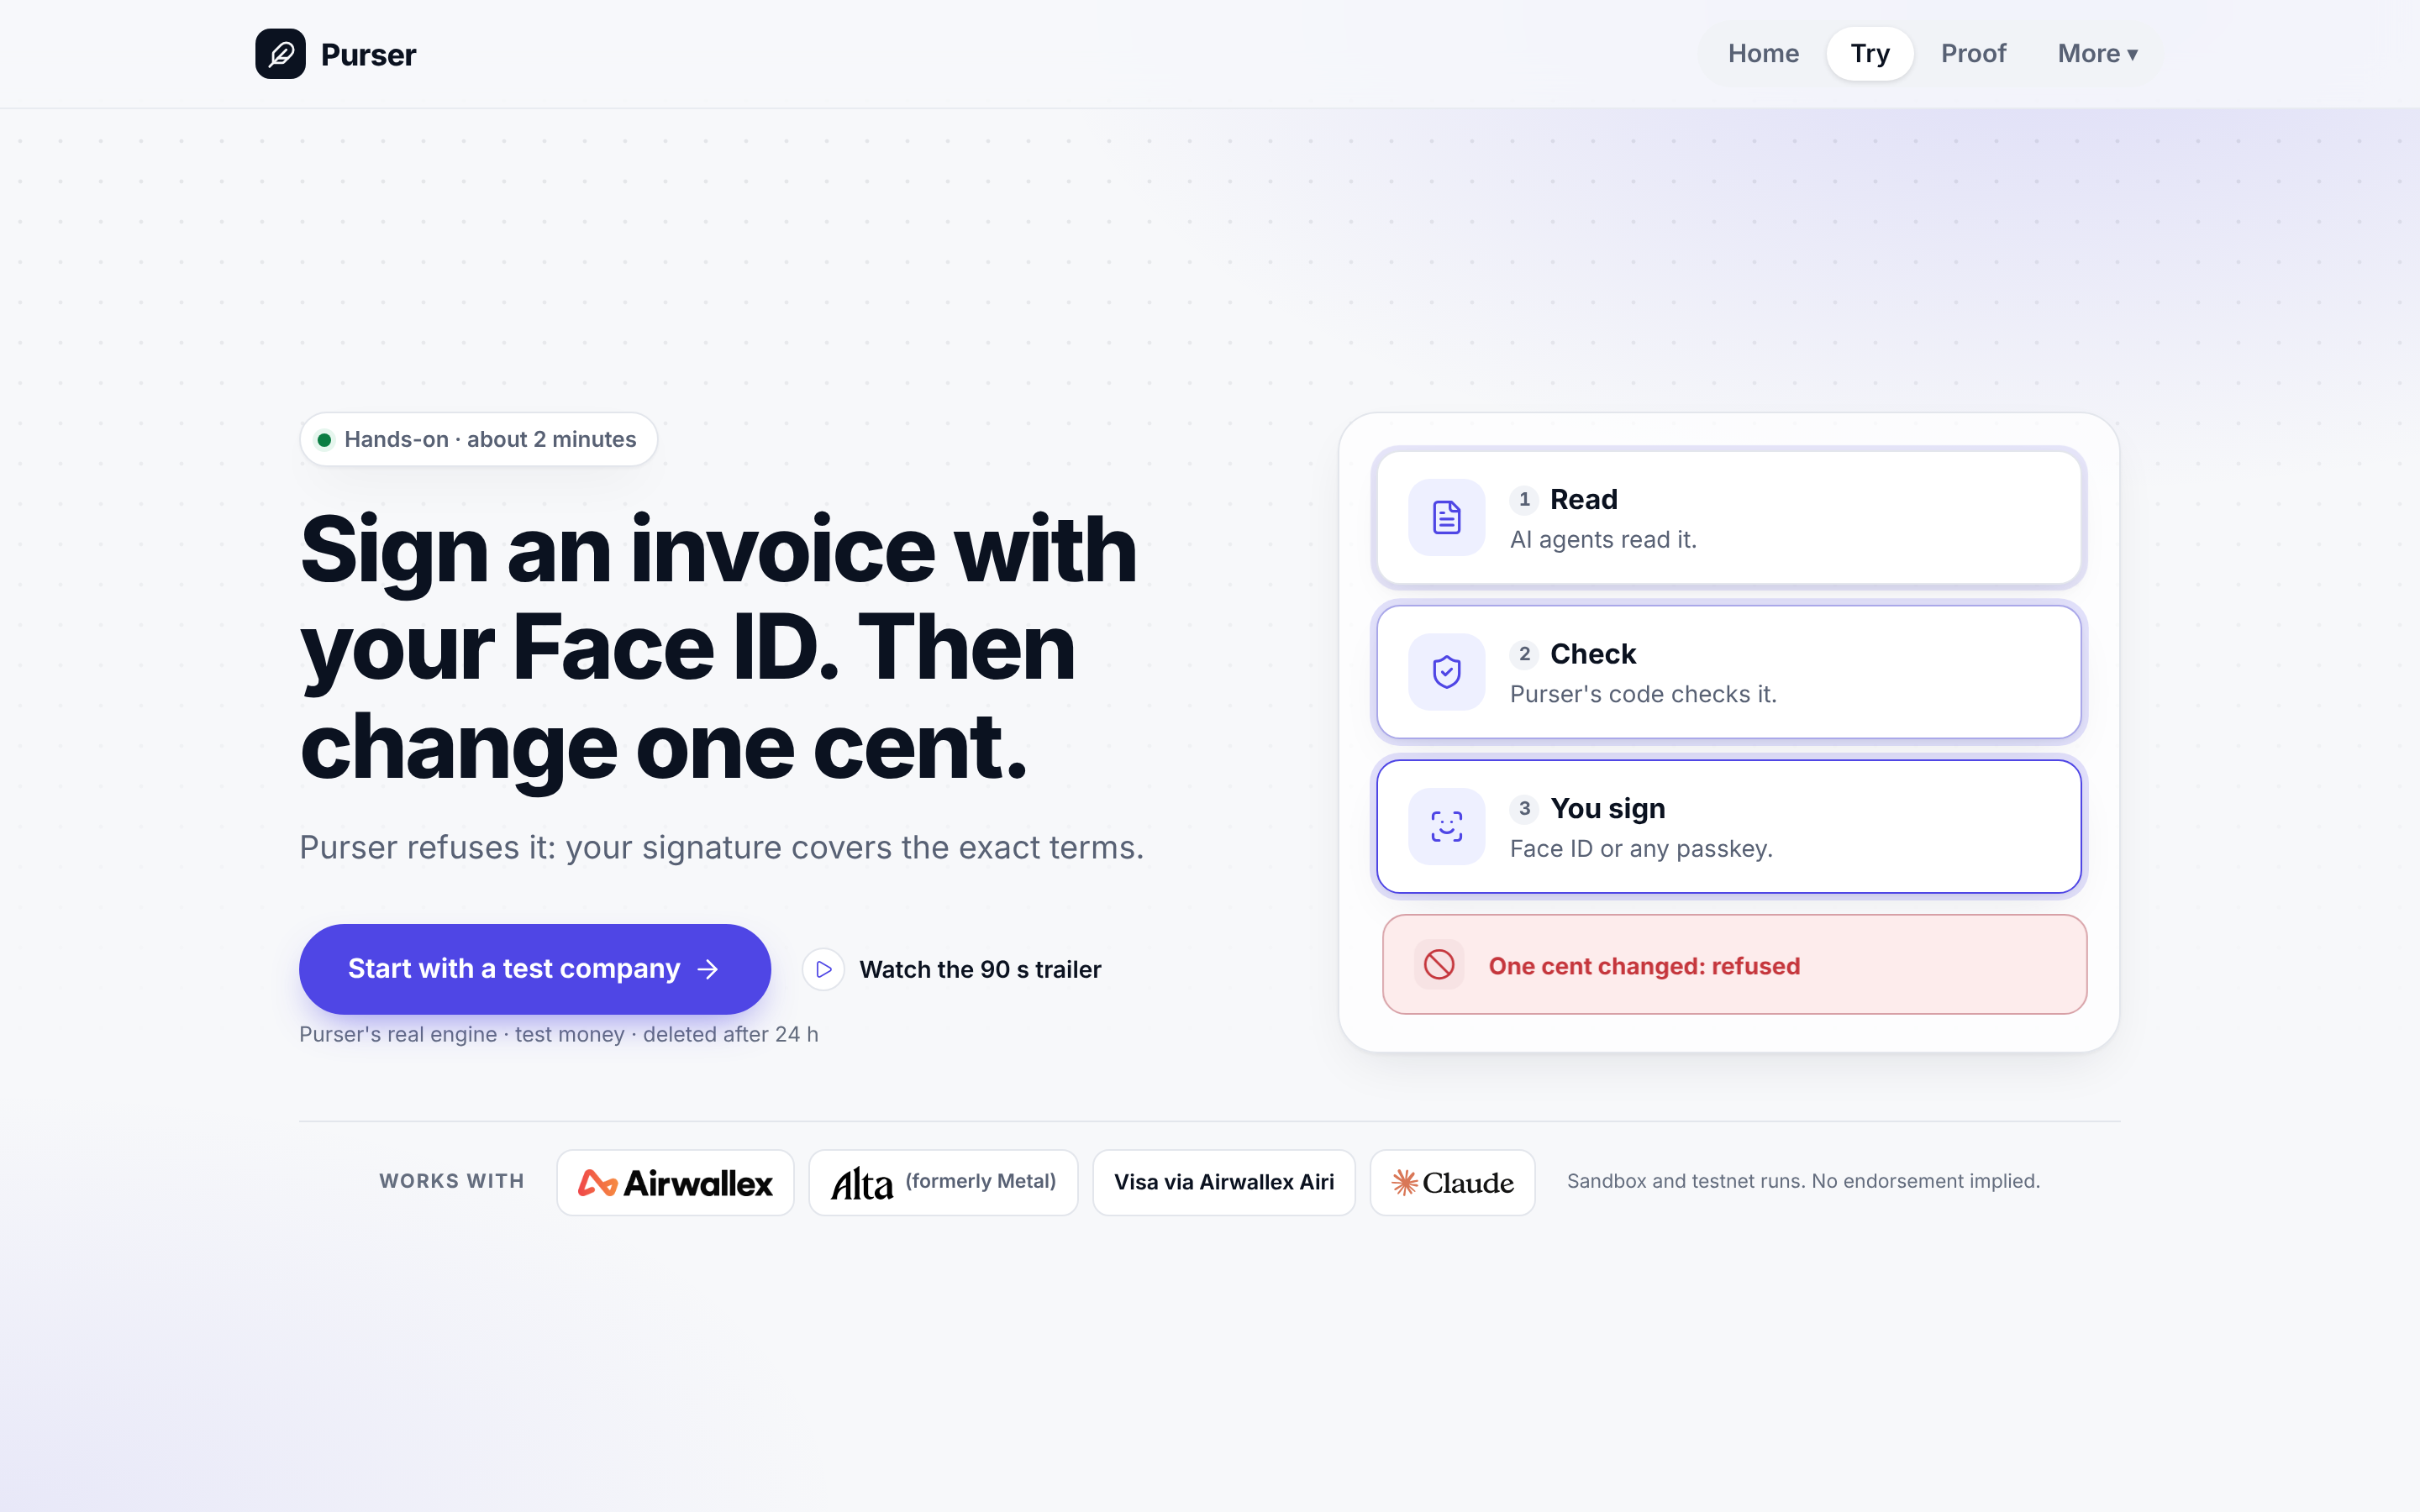 Purser
Home
Try
Proof
More ▾
Hands-on · about 2 minutes
Sign an invoice with
your Face ID. Then
change one cent.
Purser refuses it: your signature covers the exact terms.
Start with a test company →
Watch the 90 s trailer
Purser's real engine · test money · deleted after 24 h
1 Read
AI agents read it.
2 Check
Purser's code checks it.
3 You sign
Face ID or any passkey.
One cent changed: refused
WORKS WITH
Airwallex
Alta (formerly Metal)
Visa via Airwallex Airi
Claude
Sandbox and testnet runs. No endorsement implied.